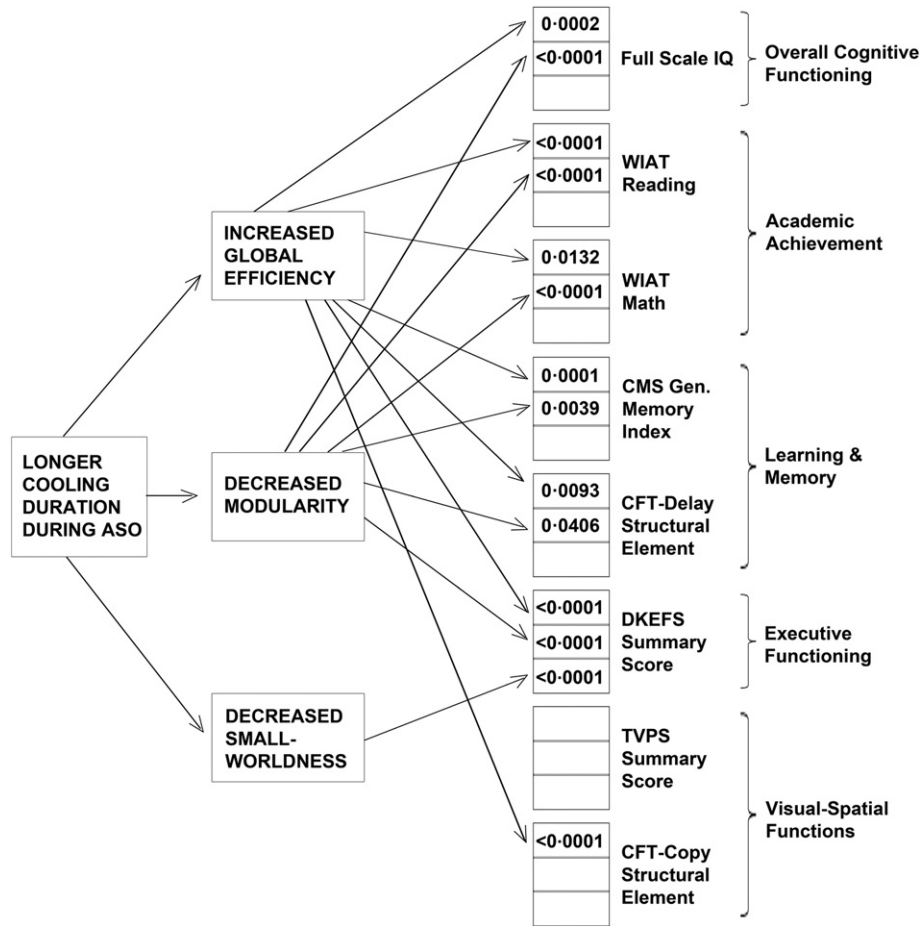 LONGER
COOLING
DURATION
DURING ASO
INCREASED
GLOBAL
EFFICIENCY
DECREASED
MODULARITY
DECREASED
SMALL-
WORLDNESS
0·0002
<0·0001
Full Scale IQ
Overall Cognitive
Functioning
<0·0001
<0·0001
WIAT
Reading
0·0132
<0·0001
WIAT
Math
Academic
Achievement
0·0001
0·0039
CMS Gen.
Memory
Index
0·0093
0·0406
CFT-Delay
Structural
Element
Learning &
Memory
<0·0001
<0·0001
<0·0001
DKEFS
Summary
Score
Executive
Functioning
TVPS
Summary
Score
<0·0001
CFT-Copy
Structural
Element
Visual-Spatial
Functions